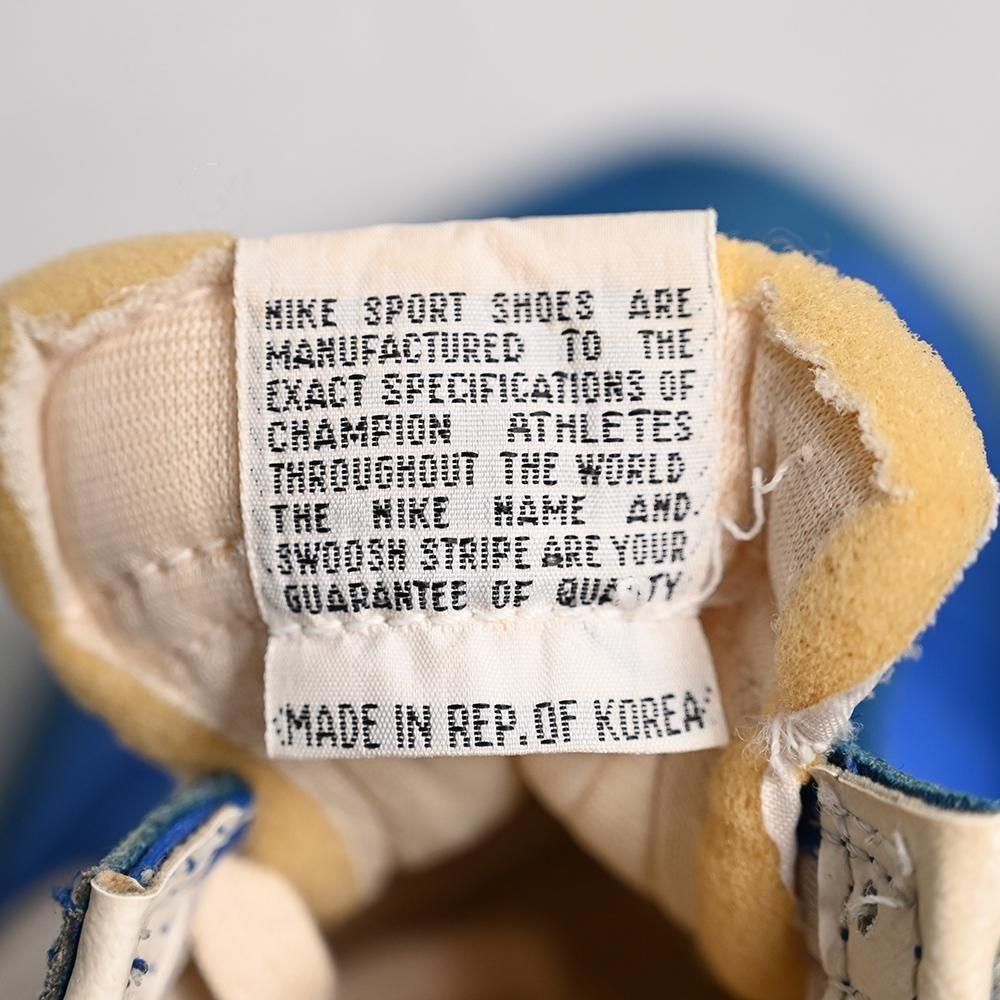 NIKE SPORT SHOES ARE
MANUFACTURED TO THE
EXACT SPECIFICATIONS OF
CHAMPION ATHLETES
THROUGHOUT THE WORLD
THE NIKE NAME AND
SWOOSH STRIPE ARE YOUR
GUARANTEE OF QUALITY
MADE IN REP. OF KOREA